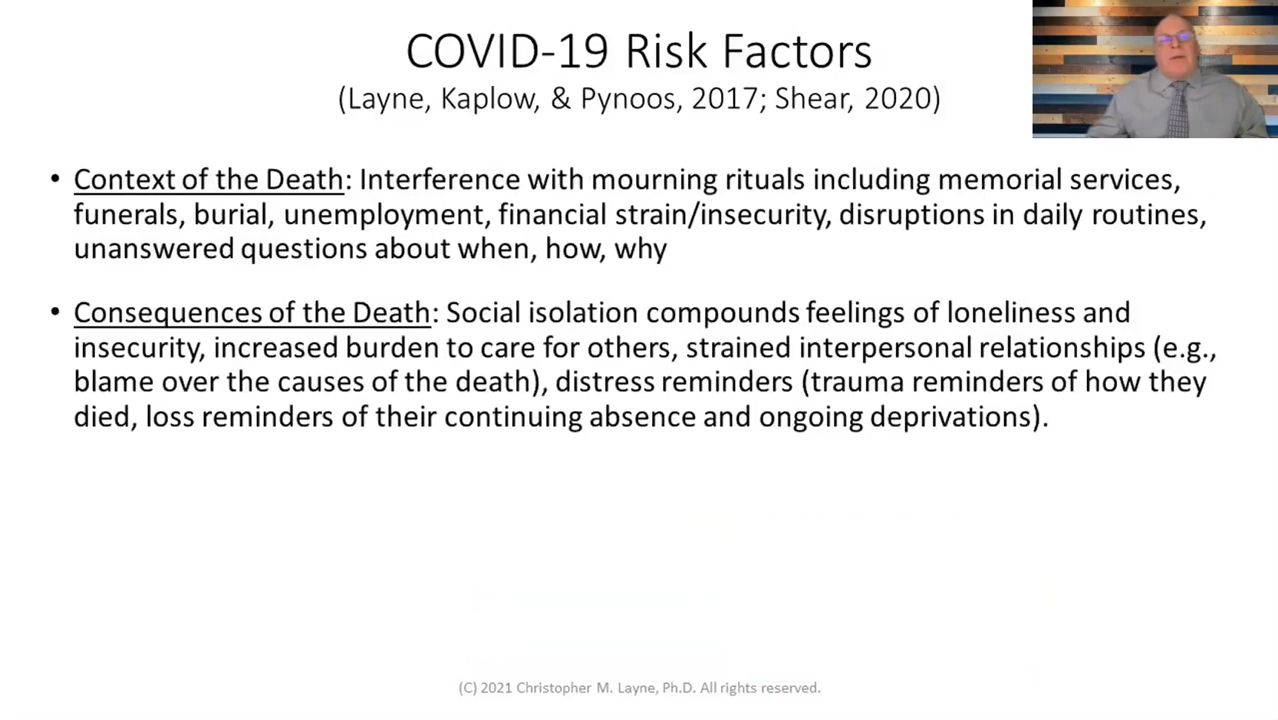 COVID-19 Risk Factors
(Layne, Kaplow, & Pynoos, 2017; Shear, 2020)
• Context of the Death: Interference with mourning rituals including memorial services,
funerals, burial, unemployment, financial strain/insecurity, disruptions in daily routines,
unanswered questions about when, how, why
• Consequences of the Death: Social isolation compounds feelings of loneliness and
insecurity, increased burden to care for others, strained interpersonal relationships (e.g.,
blame over the causes of the death), distress reminders (trauma reminders of how they
died, loss reminders of their continuing absence and ongoing deprivations).
(C) 2021 Christopher M. Layne, Ph.D. All rights reserved.